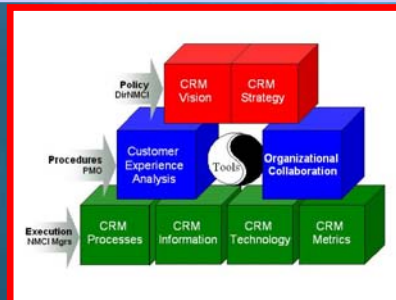 Policy
DirNMCI
CRM
Vision
CRM
Strategy
Procedures
PMO
Customer
Experience
Analysis
Tools
Organizational
Collaboration
Execution
NMCI Mgrs
CRM
Processes
CRM
Information
CRM
Technology
CRM
Metrics